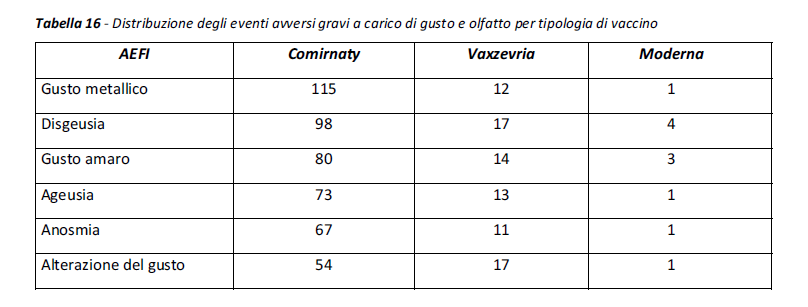 Tabella 16 - Distribuzione degli eventi avversi gravi a carico di gusto e olfatto per tipologia di vaccino
AEFI Comirnaty Vaxzevria Moderna
Gusto metallico 115 12 1
Disgeusia 98 17 4
Gusto amaro 80 14 3
Ageusia 73 13 1
Anosmia 67 11 1
Alterazione del gusto 54 17 1